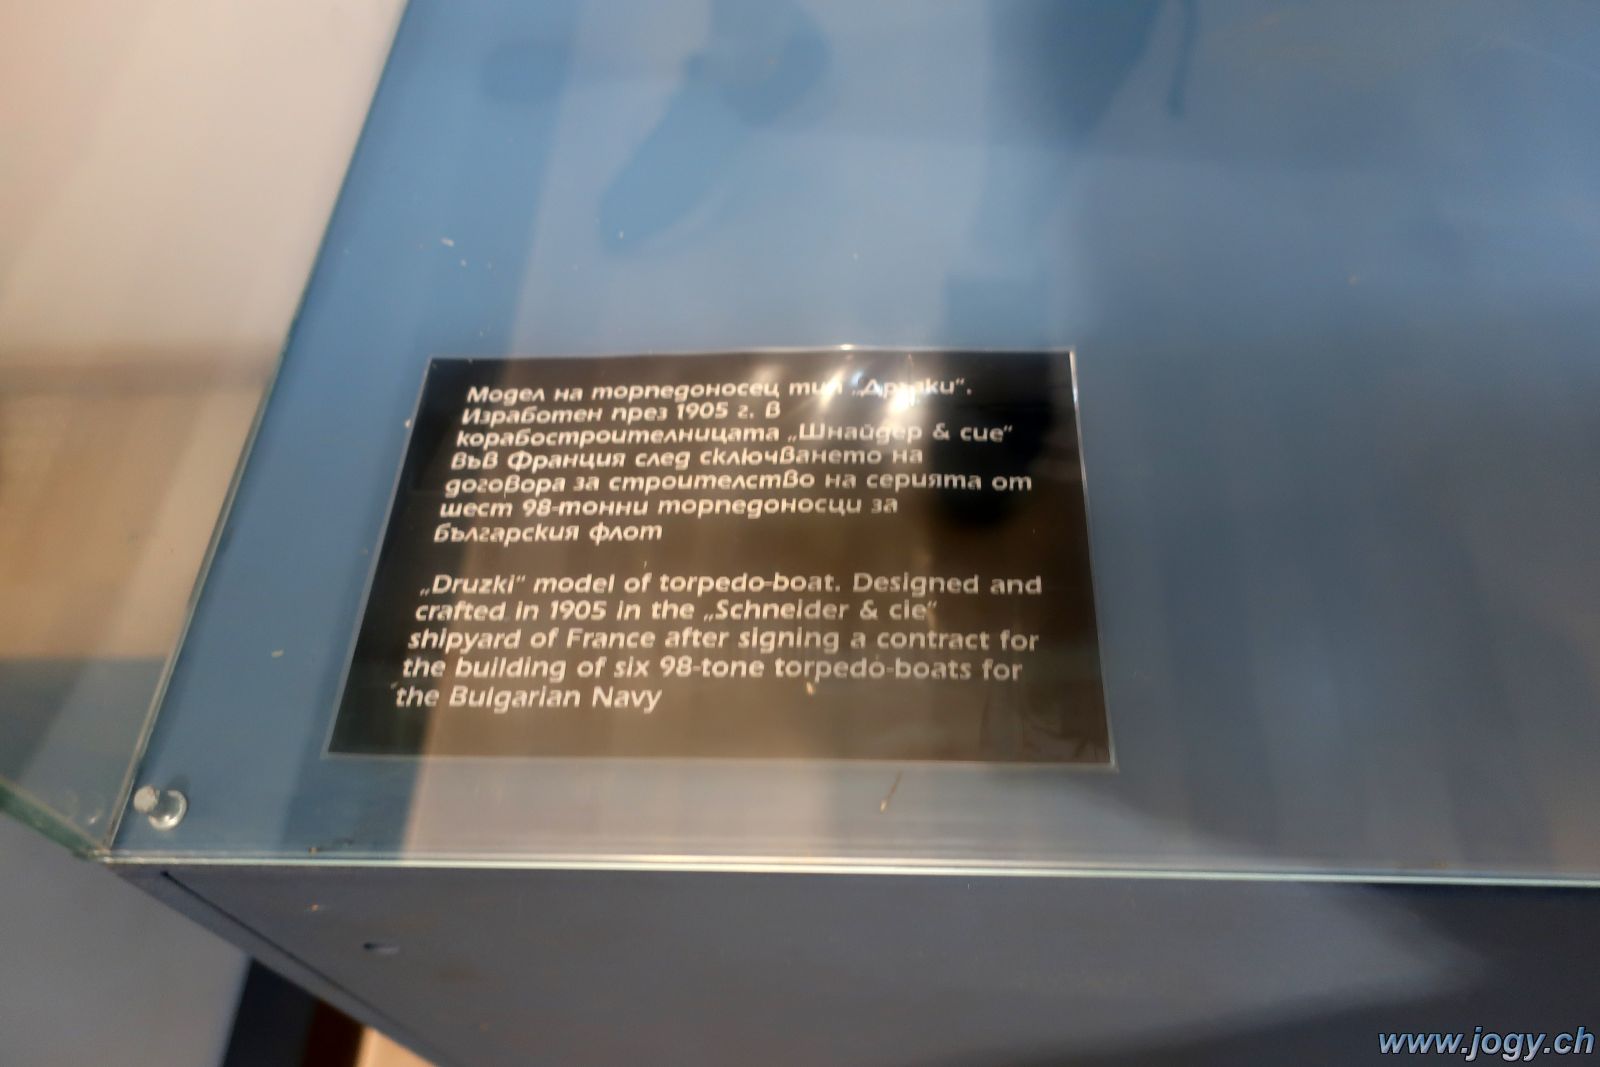 Модел на торпедоносец тип „Дръзки“.
Изработен през 1905 г. в
корабостроителницата „Шнайдер & сие“
във Франция след сключването на
договора за строителство на серията от
шест 98-тонни торпедоносци за
българския флот
„Druzki“ model of torpedo-boat. Designed and
crafted in 1905 in the „Schneider & cie“
shipyard of France after signing a contract for
the building of six 98-tone torpedo-boats for
the Bulgarian Navy
www.jogy.ch